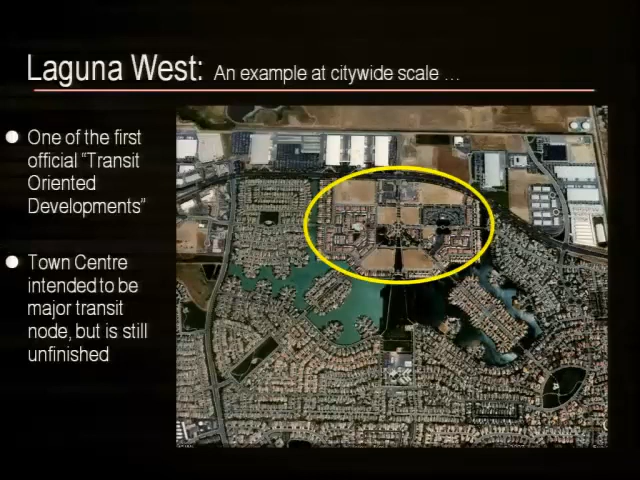 Laguna West: An example at citywide scale …
One of the first
official “Transit
Oriented
Developments”
Town Centre
intended to be
major transit
node, but is still
unfinished